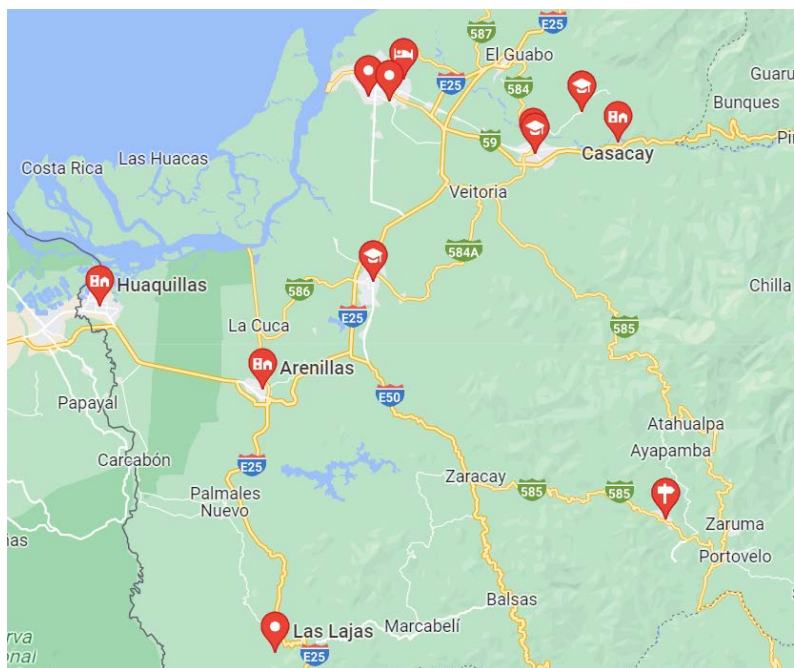 587
E25
El Guabo
E25
584
Guaru
Bunques
Costa Rica
Las Huacas
59
Casacay
Pi
Veitoria
584A
Huaquillas
586
Chilla
La Cuca
E25
585
Arenillas
Papayal
E50
Atahualpa
Ayapamba
Carcabón
E25
Zaracay
Palmales
Nuevo
585
585
Zaruma
ñas
Portovelo
Balsas
Las Lajas
Marcabelí
erva
onal
E25